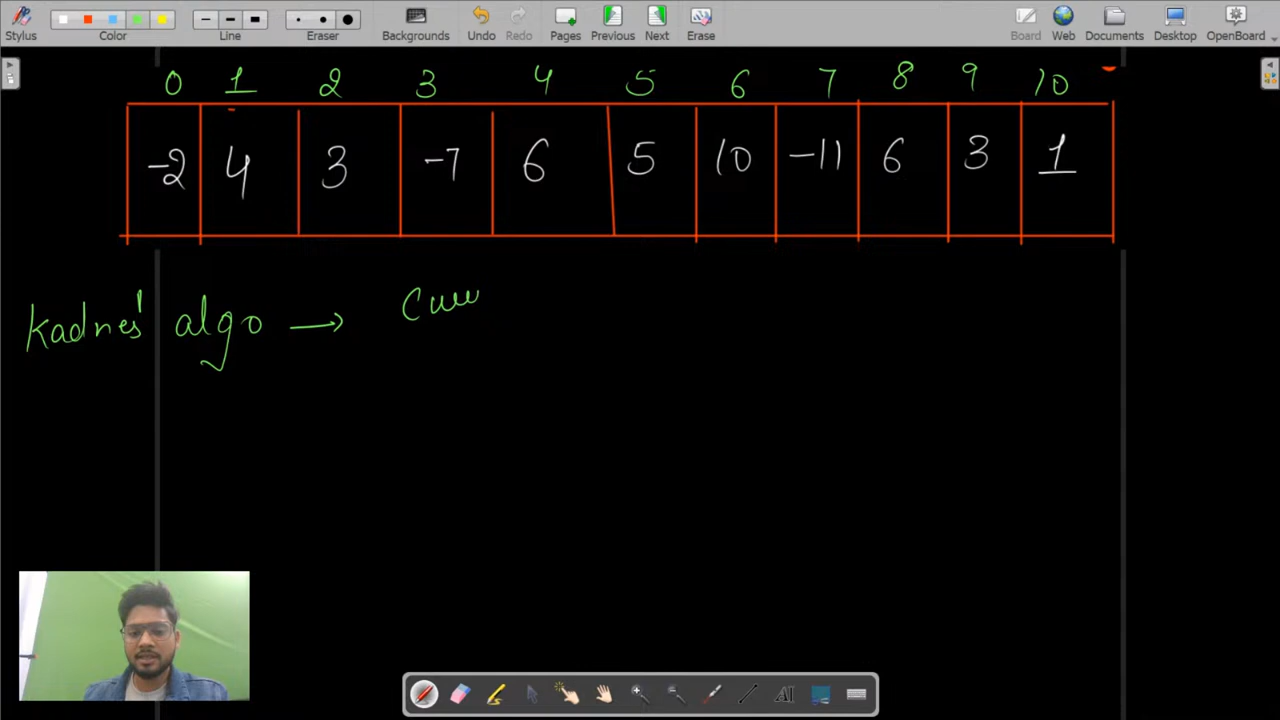 Stylus Color Line Eraser Backgrounds Undo Redo Pages Previous Next Erase Board Web Documents Desktop OpenBoard
0 1 2 3 4 5 6 7 8 9 10
-2 4 3 -7 6 5 10 -11 6 3 1
Kadnes' algo →
AI